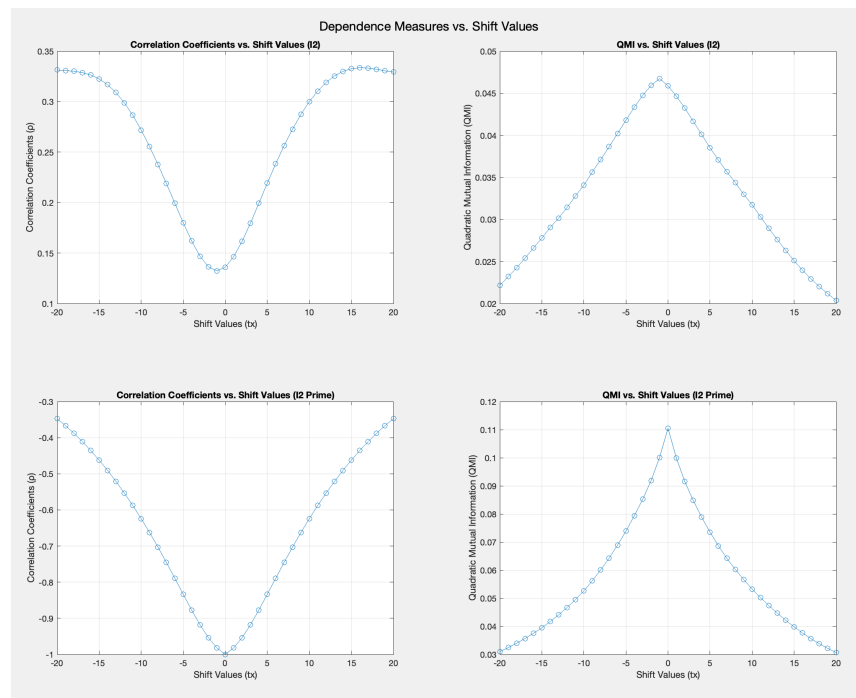 Dependence Measures vs. Shift Values
Correlation Coefficients vs. Shift Values (I2)
Correlation Coefficients (ρ)
0.35
0.3
0.25
0.2
0.15
0.1
-20 -15 -10 -5 0 5 10 15 20
Shift Values (tx)
QMI vs. Shift Values (I2)
Quadratic Mutual Information (QMI)
0.05
0.045
0.04
0.035
0.03
0.025
0.02
-20 -15 -10 -5 0 5 10 15 20
Shift Values (tx)
Correlation Coefficients vs. Shift Values (I2 Prime)
Correlation Coefficients (ρ)
-0.3
-0.4
-0.5
-0.6
-0.7
-0.8
-0.9
-1
-20 -15 -10 -5 0 5 10 15 20
Shift Values (tx)
QMI vs. Shift Values (I2 Prime)
Quadratic Mutual Information (QMI)
0.12
0.11
0.1
0.09
0.08
0.07
0.06
0.05
0.04
0.03
-20 -15 -10 -5 0 5 10 15 20
Shift Values (tx)